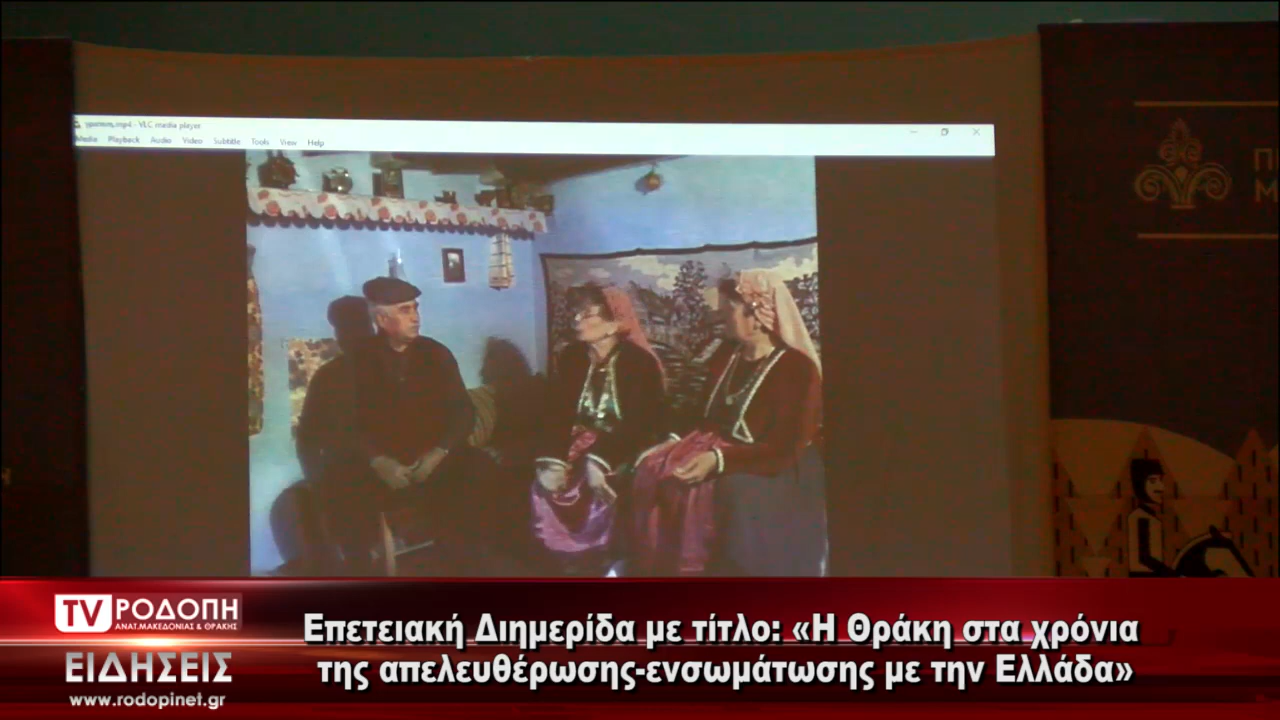 .mp4 - VLC media player
Media Playback Audio Video Subtitle Tools View Help
Π
Μ
TV ΡΟΔΟΠΗ
ΑΝΑΤ.ΜΑΚΕΔΟΝΙΑΣ & ΘΡΑΚΗΣ
ΕΙΔΗΣΕΙΣ
www.rodopinet.gr
Επετειακή Διημερίδα με τίτλο: «Η Θράκη στα χρόνια
της απελευθέρωσης-ενσωμάτωσης με την Ελλάδα»